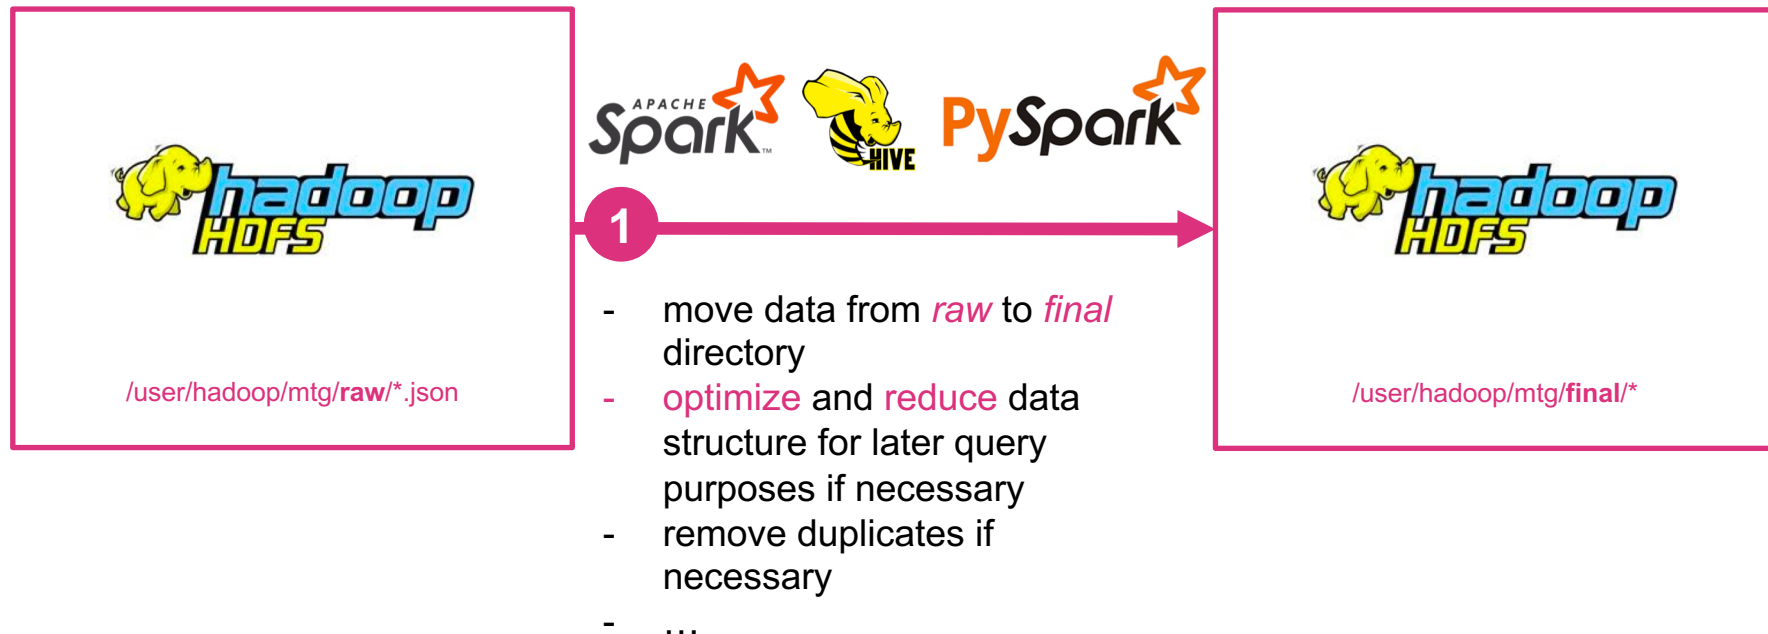 hadoop
HDFS
/user/hadoop/mtg/raw/*.json
APACHE
Spark™
HIVE
PySpark
1
- move data from raw to final
directory
- optimize and reduce data
structure for later query
purposes if necessary
- remove duplicates if
necessary
- ...
hadoop
HDFS
/user/hadoop/mtg/final/*